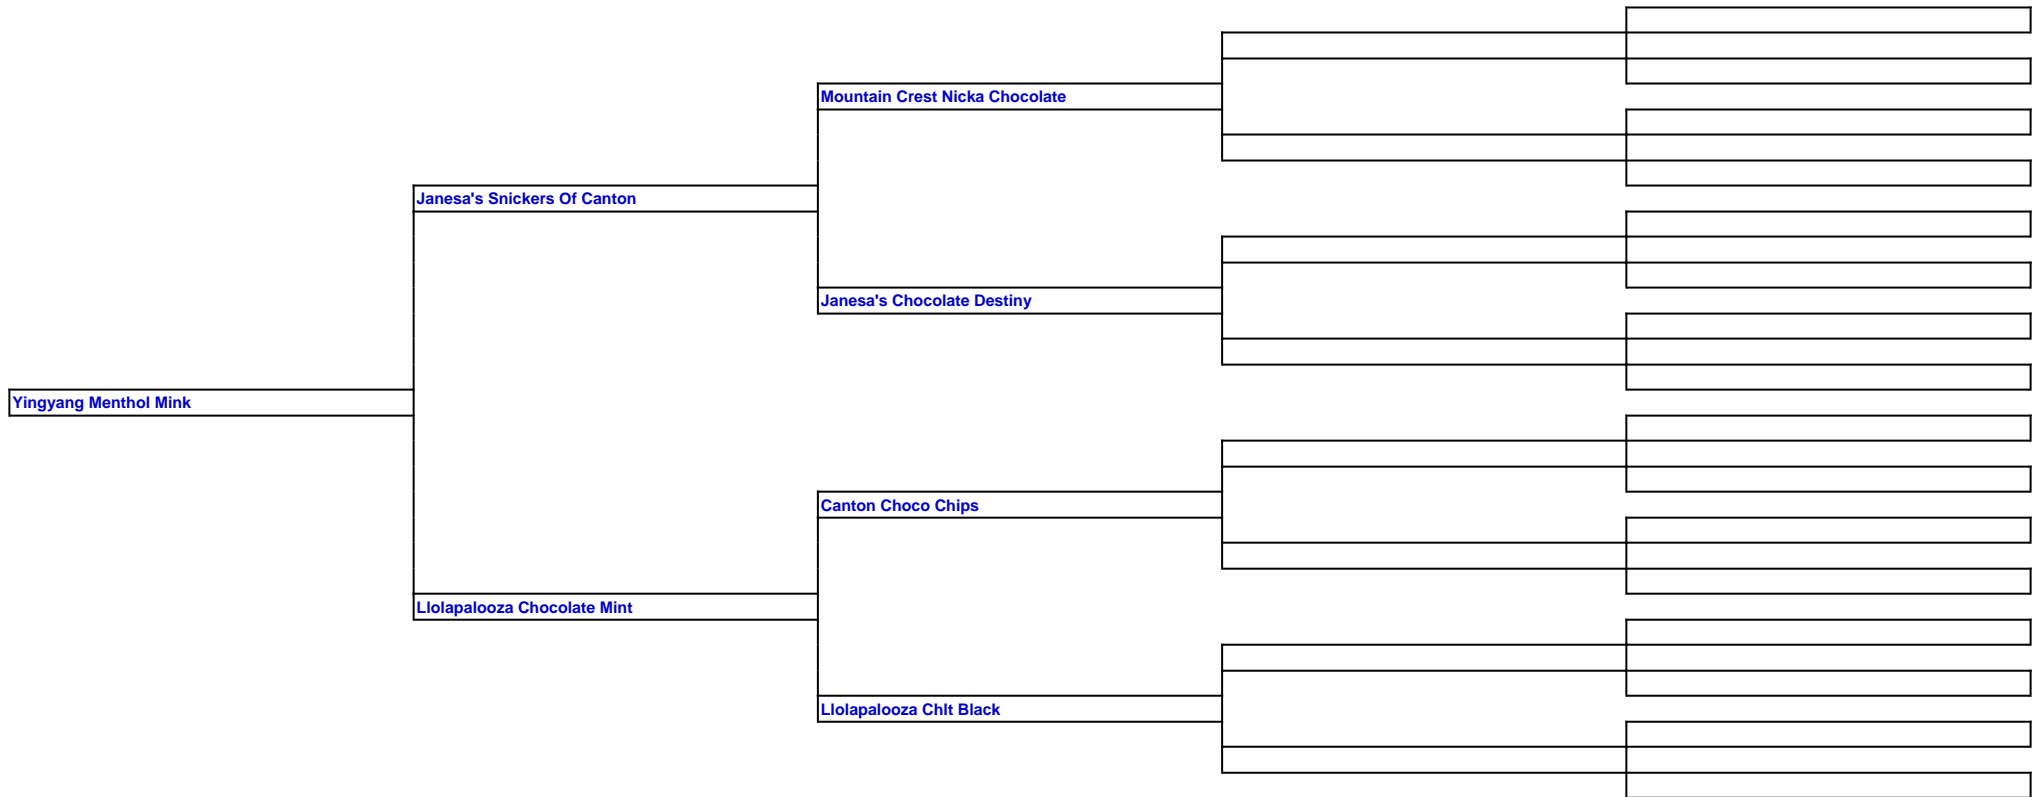 Mountain Crest Nicka Chocolate
Janesa's Snickers Of Canton
Janesa's Chocolate Destiny
Yingyang Menthol Mink
Canton Choco Chips
Llolapalooza Chocolate Mint
Llolapalooza Chlt Black